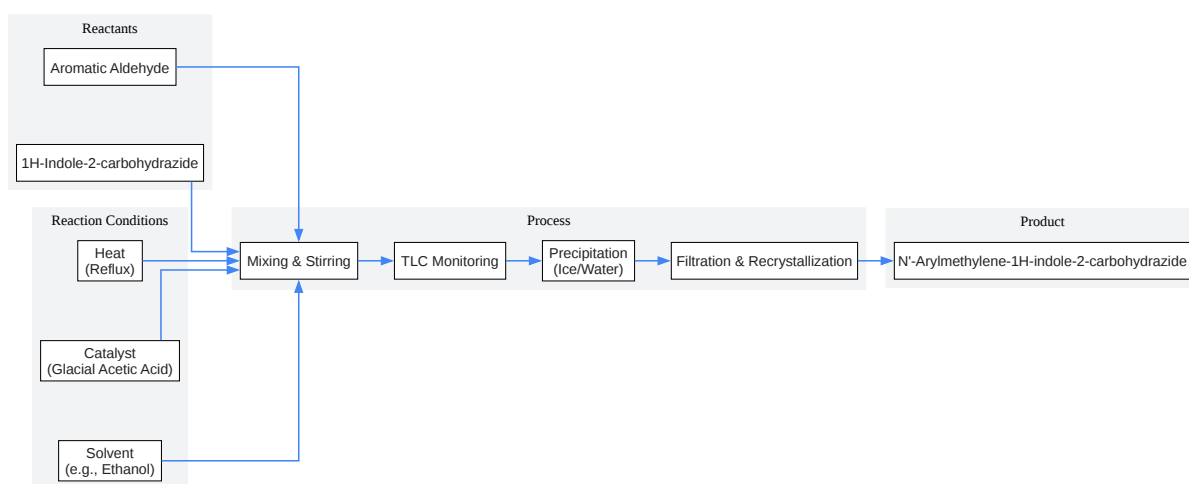 Reactants
Aromatic Aldehyde
1H-Indole-2-carbohydrazide
Reaction Conditions
Heat
(Reflux)
Catalyst
(Glacial Acetic Acid)
Solvent
(e.g., Ethanol)
Process
Mixing & Stirring
TLC Monitoring
Precipitation
(Ice/Water)
Filtration & Recrystallization
Product
N'-Arylmethylene-1H-indole-2-carbohydrazide